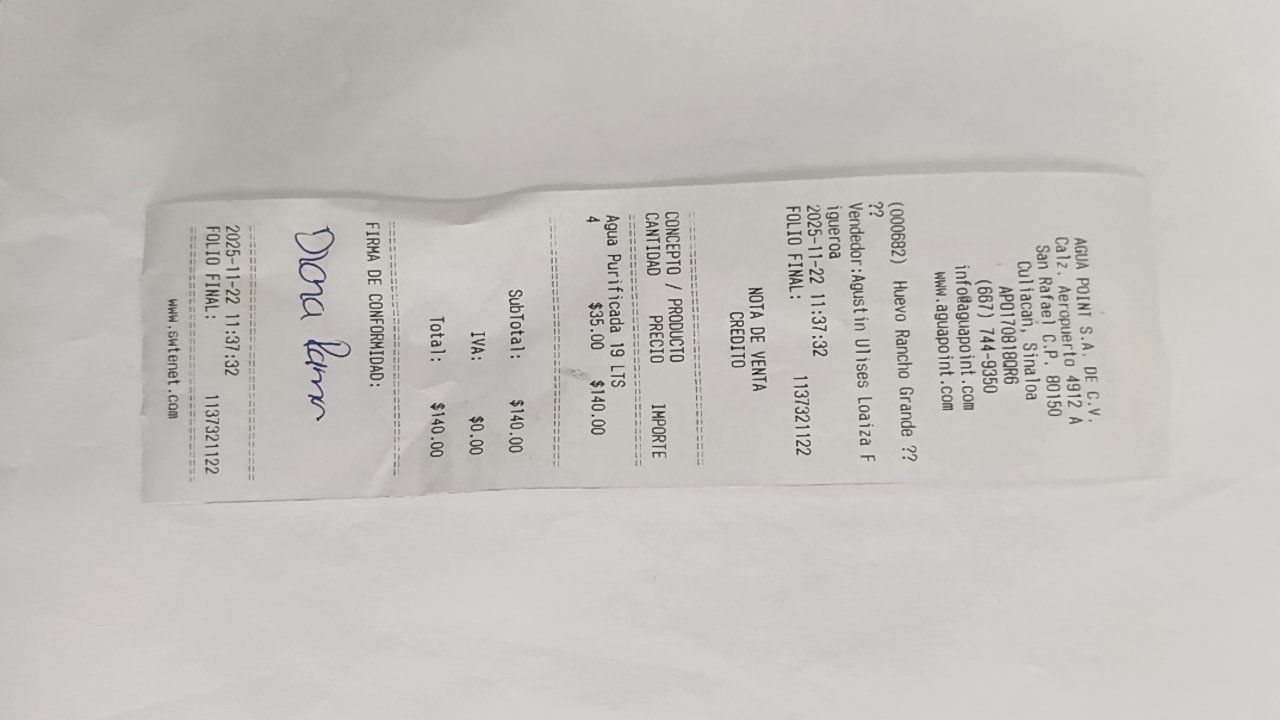 AGUA POINT S.A. DE C.V.
Calz. Aeropuerto 4912 A
San Rafael C.P. 80150
Culiacan, Sinaloa
APO170818QR6
(667) 744-9350
info@aguapoint.com
www.aguapoint.com
(000682) Huevo Rancho Grande ??
??
Vendedor:Agustin Ulises Loaiza F
igueroa
2025-11-22 11:37:32
FOLIO FINAL: 1137321122
NOTA DE VENTA
CREDITO
CONCEPTO / PRODUCTO
CANTIDAD PRECIO IMPORTE
Agua Purificada 19 LTS
4 $35.00 $140.00
SubTotal: $140.00
IVA: $0.00
Total: $140.00
FIRMA DE CONFORMIDAD:
Diana
2025-11-22 11:37:32
FOLIO FINAL: 1137321122
www.swtenet.com